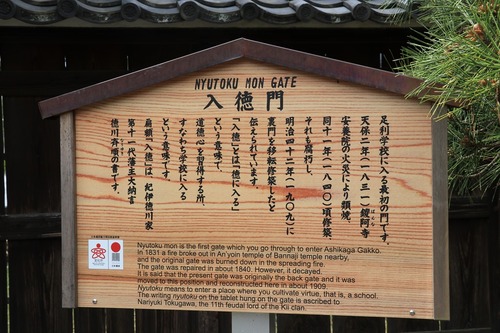 NYUTOKU MON GATE
入徳門
足利学校に入る最初の門です。
天保二年（一八三一）鑁阿寺
安養院の火災により類焼、
同十一年（一八四〇）頃修築
それも腐朽し、
明治四十二年（一九〇九）に
裏門を移転修築したと
伝えられています。
「入徳」とは「徳に入る」
という意味で、
道徳心を習得する所
すなわち学校に入る
という意味です。
扁額「入徳」は 紀伊徳川家
第十一代藩主大納言
徳川斉順の書です。
Nyutoku mon is the first gate which you go through to enter Ashikaga Gakko.
in 1831 a fire broke out in An'yoin temple of Bannaji temple nearby,
and the original gate was burned down in the spreading fire.
The gate was repaired in about 1840. However, it decayed.
It is said that the present gate was originally the back gate and it was
moved to this position and reconstructed here in about 1909.
Nyutoku means to enter a place where you cultivate virtue, that is, a school.
The writing nyutoku on the tablet hung on the gate is ascribed to
Nariyuki Tokugawa, the 11th feudal lord of the Kii clan.